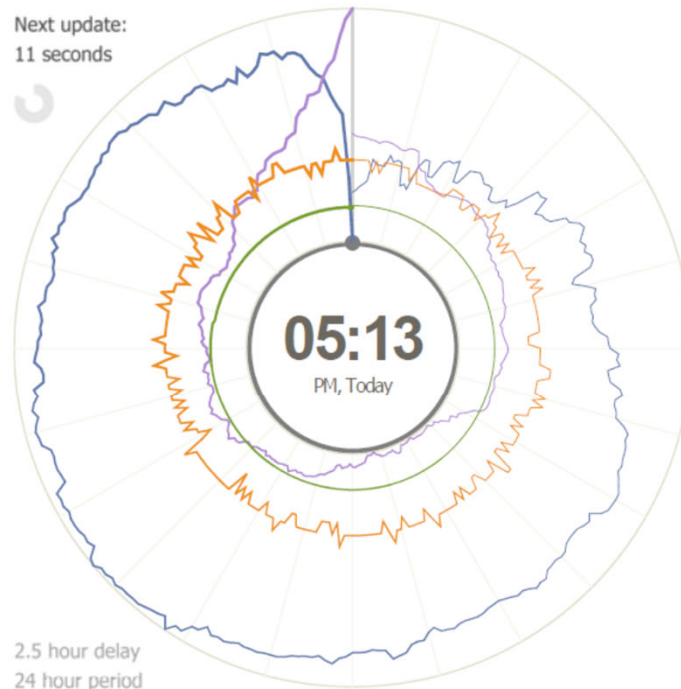 Next update:
11 seconds
05:13
PM, Today
2.5 hour delay
24 hour period